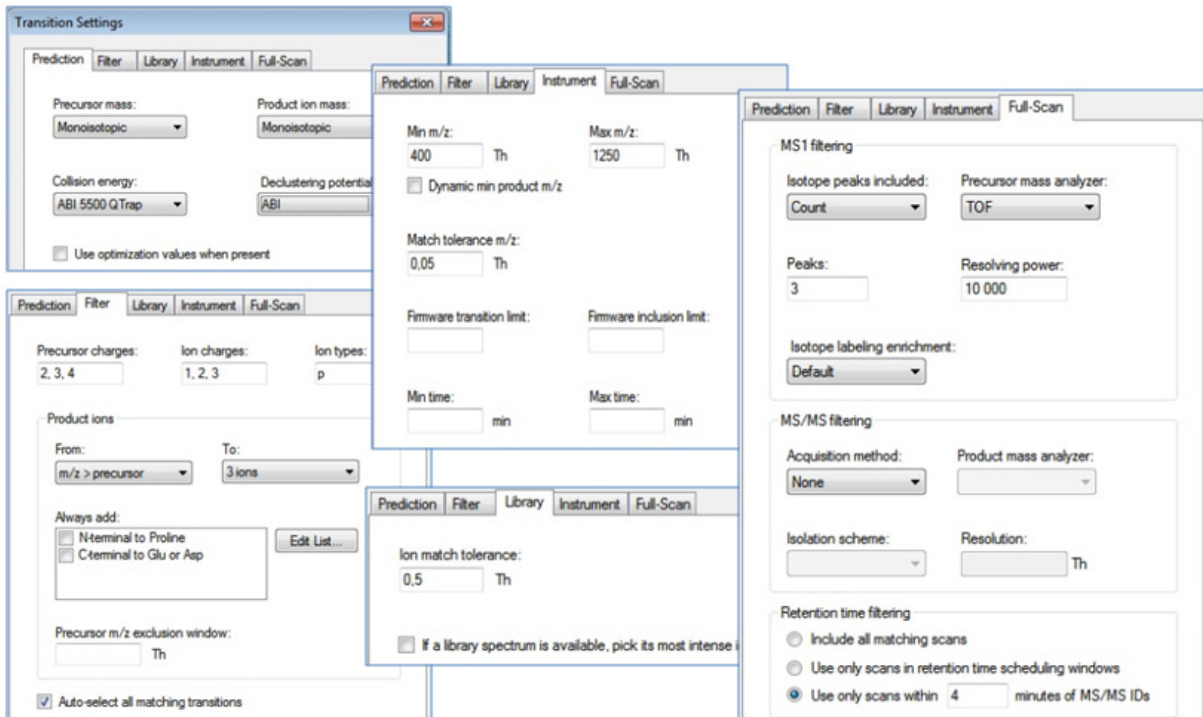 Transition Settings
Prediction Filter Library Instrument Full-Scan
Precursor mass: Product ion mass:
Monoisotopic Monoisotopic
Collision energy: Declustering potential
ABI 5500 QTrap ABI
Use optimization values when present
Prediction Filter Library Instrument Full-Scan
Precursor charges: Ion charges: Ion types:
2, 3, 4 1, 2, 3 p
Product ions
From: To:
m/z > precursor 3 ions
Always add:
N-terminal to Proline
C-terminal to Glu or Asp
Edit List...
Precursor m/z exclusion window:
Th
Auto-select all matching transitions
Prediction Filter Library Instrument Full-Scan
Min m/z: Max m/z:
400 Th 1250 Th
Dynamic min product m/z
Match tolerance m/z:
0,05 Th
Firmware transition limit: Firmware inclusion limit:
Min time: Max time:
min min
Prediction Filter Library Instrument Full-Scan
Ion match tolerance:
0,5 Th
If a library spectrum is available, pick its most intense i
Prediction Filter Library Instrument Full-Scan
MS1 filtering
Isotope peaks included: Precursor mass analyzer:
Count TOF
Peaks: Resolving power:
3 10 000
Isotope labeling enrichment:
Default
MS/MS filtering
Acquisition method: Product mass analyzer:
None
Isolation scheme: Resolution:
Th
Retention time filtering
Include all matching scans
Use only scans in retention time scheduling windows
Use only scans within 4 minutes of MS/MS IDs